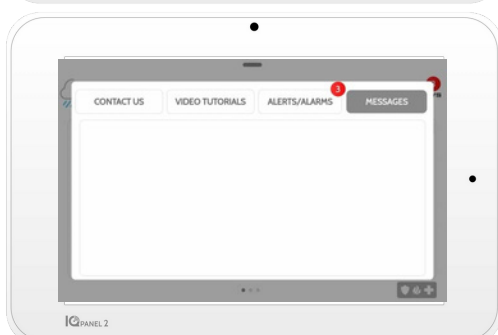 3
CONTACT US
VIDEO TUTORIALS
ALERTS/ALARMS
MESSAGES
IQ PANEL 2